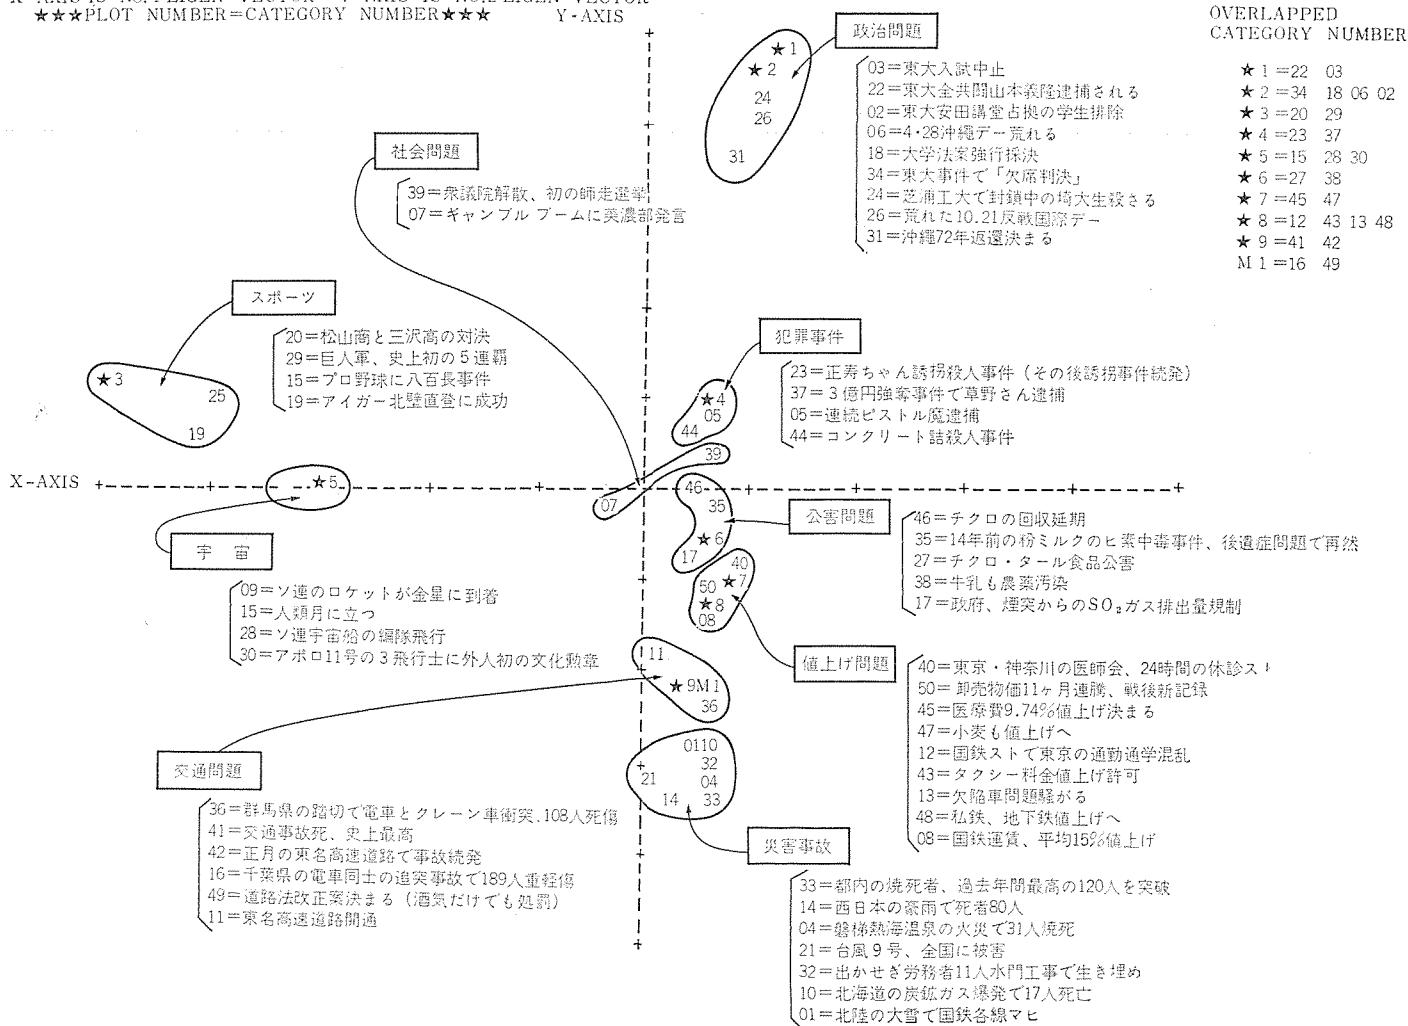 ★★★PLOT NUMBER=CATEGORY NUMBER★★★ Y-AXIS
OVERLAPPED
CATEGORY NUMBER
★1=22 03
★2=34 18 06 02
★3=20 29
★4=23 37
★5=15 28 30
★6=27 38
★7=45 47
★8=12 43 13 48
★9=41 42
M1=16 49
政治問題
03=東大入試中止
22=東大全共闘山本義隆逮捕される
02=東大安田講堂占拠の学生排除
06=4・28沖縄デー荒れる
18=大学法案強行採決
34=東大事件で「欠席判決」
24=芝浦工大で封鎖中の埼大生殺さる
26=荒れた10.21反戦国際デー
31=沖縄72年返還決まる
★1
★2
24
26
31
社会問題
39=衆議院解散、初の師走選挙
07=ギャンブルブームに美濃部発言
スポーツ
20=松山商と三沢高の対決
29=巨人軍、史上初の5連覇
15=プロ野球に八百長事件
19=アイガー北壁直登に成功
★3
25
19
犯罪事件
23=正寿ちゃん誘拐殺人事件(その後誘拐事件続発)
37=3億円強奪事件で草野さん逮捕
05=連続ピストル魔逮捕
44=コンクリート詰殺人事件
★4
05
44
39
X-AXIS
★5
07
46
35
★6
17
公害問題
46=チクロの回収延期
35=14年前の粉ミルクのヒ素中毒事件、後遺症問題で再然
27=チクロ・タール食品公害
38=牛乳も農薬汚染
17=政府、煙突からのSO₂ガス排出量規制
宇宙
09=ソ連のロケットが金星に到着
15=人類月に立つ
28=ソ連宇宙船の編隊飛行
30=アポロ11号の3飛行士に外人初の文化勲章
40
50
★7
★8
08
値上げ問題
40=東京・神奈川の医師会、24時間の休診ス
50=卸売物価11ヶ月連騰、戦後新記録
45=医療費9.74%値上げ決まる
47=小麦も値上げへ
12=国鉄ストで東京の通勤通学混乱
43=タクシー料金値上げ許可
13=欠陥車問題騒がる
48=私鉄、地下鉄値上げへ
08=国鉄運賃、平均15%値上げ
11
★9M1
36
交通問題
36=群馬県の踏切で電車とクレーン車衝突、108人死傷
41=交通事故死、史上最高
42=正月の東名高速道路で事故続発
16=千葉県の電車同士の追突事故で189人重軽傷
49=道路法改正案決まる(酒気だけでも処罰)
11=東名高速道路開通
0110
32
21
04
14
33
災害事故
33=都内の焼死者、過去年間最高の120人を突破
14=西日本の豪雨で死者80人
04=磐梯熱海温泉の火災で31人焼死
21=台風9号、全国に被害
32=出かせぎ労務者11人水門工事で生き埋め
10=北海道の炭鉱ガス爆発で17人死亡
01=北陸の大雪で国鉄各線マヒ